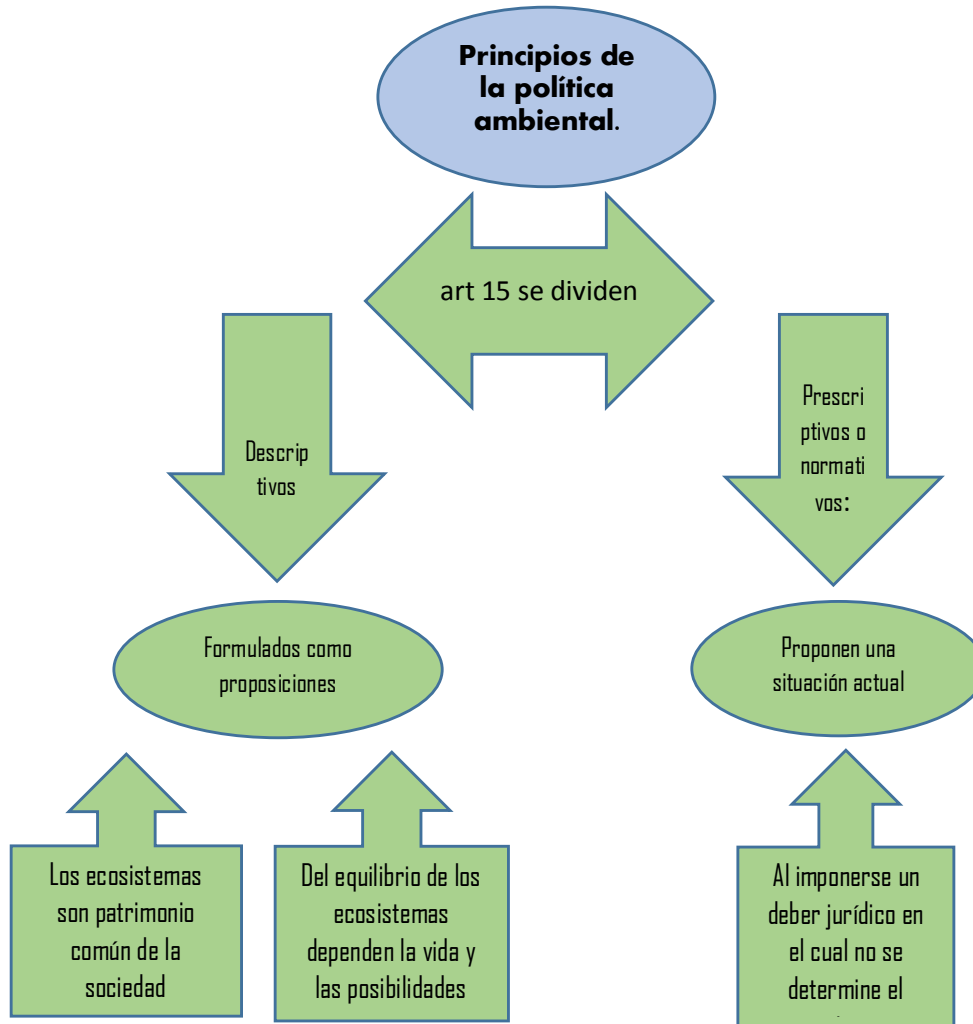 Principios de
la política
ambiental.
art 15 se dividen
Descrip
tivos
Prescri
ptivos o
normati
vos:
Formulados como
proposiciones
Proponen una
situación actual
Los ecosistemas
son patrimonio
común de la
sociedad
Del equilibrio de los
ecosistemas
dependen la vida y
las posibilidades
Al imponerse un
deber jurídico en
el cual no se
determine el